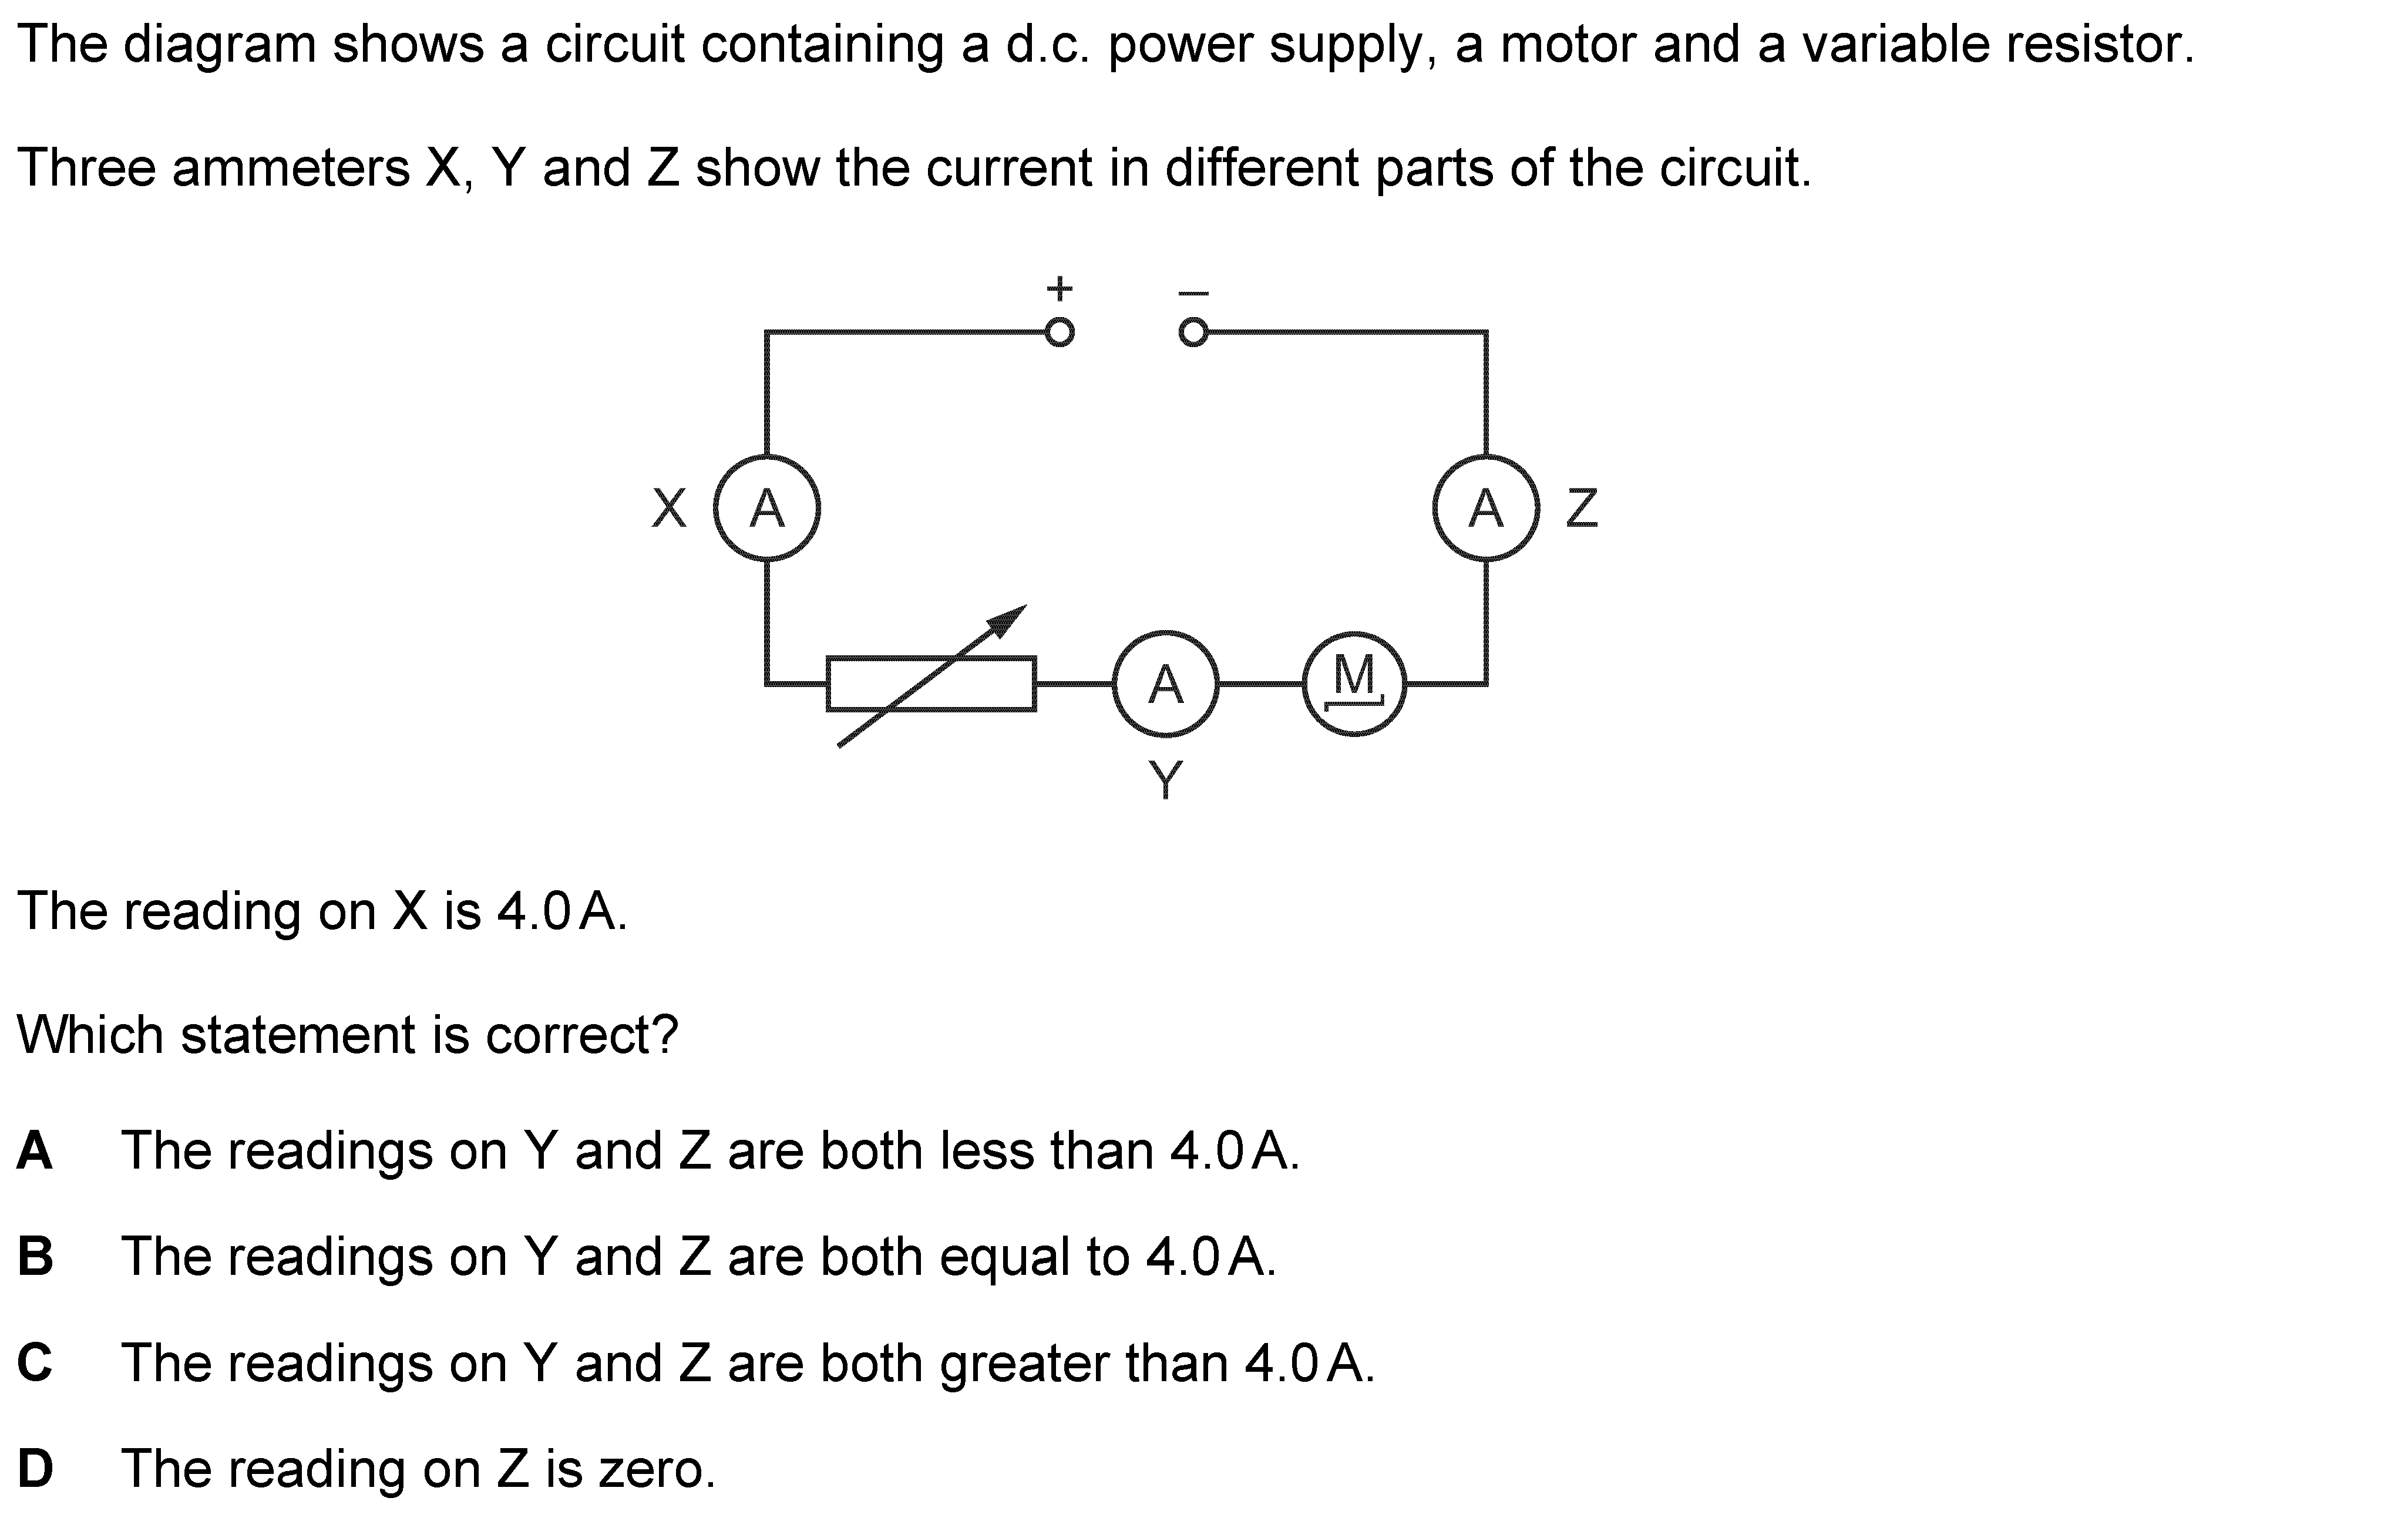 The diagram shows a circuit containing a d.c. power supply, a motor and a variable resistor.
Three ammeters X, Y and Z show the current in different parts of the circuit.
+ –
X A A Z
A M
Y
The reading on X is 4.0 A.
Which statement is correct?
A The readings on Y and Z are both less than 4.0 A.
B The readings on Y and Z are both equal to 4.0 A.
C The readings on Y and Z are both greater than 4.0 A.
D The reading on Z is zero.